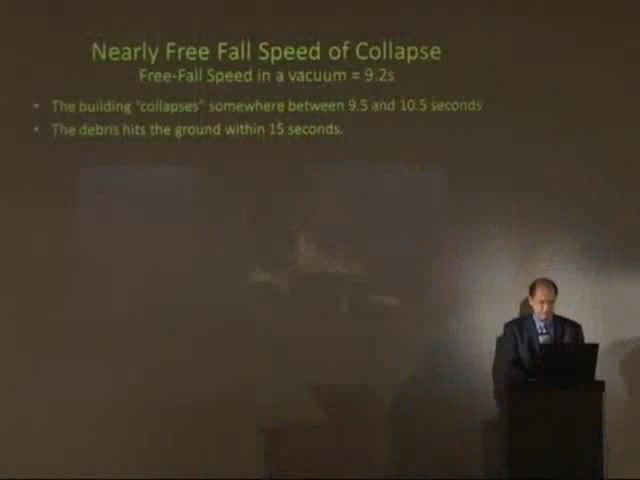 Nearly Free Fall Speed of Collapse
Free-Fall Speed in a vacuum = 9.2s
• The building "collapses" somewhere between 9.5 and 10.5 seconds
• The debris hits the ground within 15 seconds.